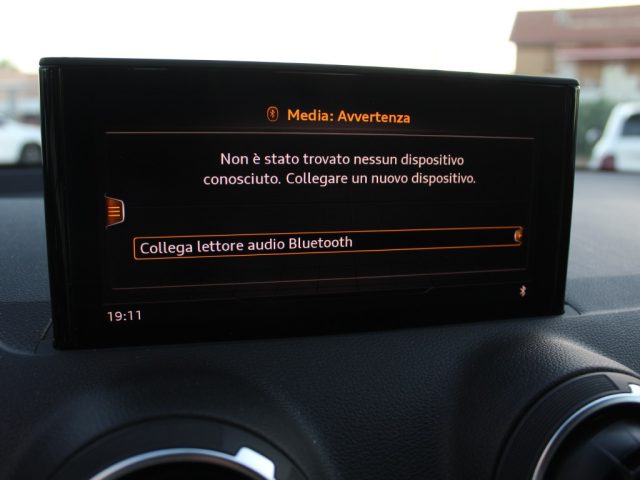 Media: Avvertenza
Non è stato trovato nessun dispositivo
conosciuto. Collegare un nuovo dispositivo.
Collega lettore audio Bluetooth
19:11